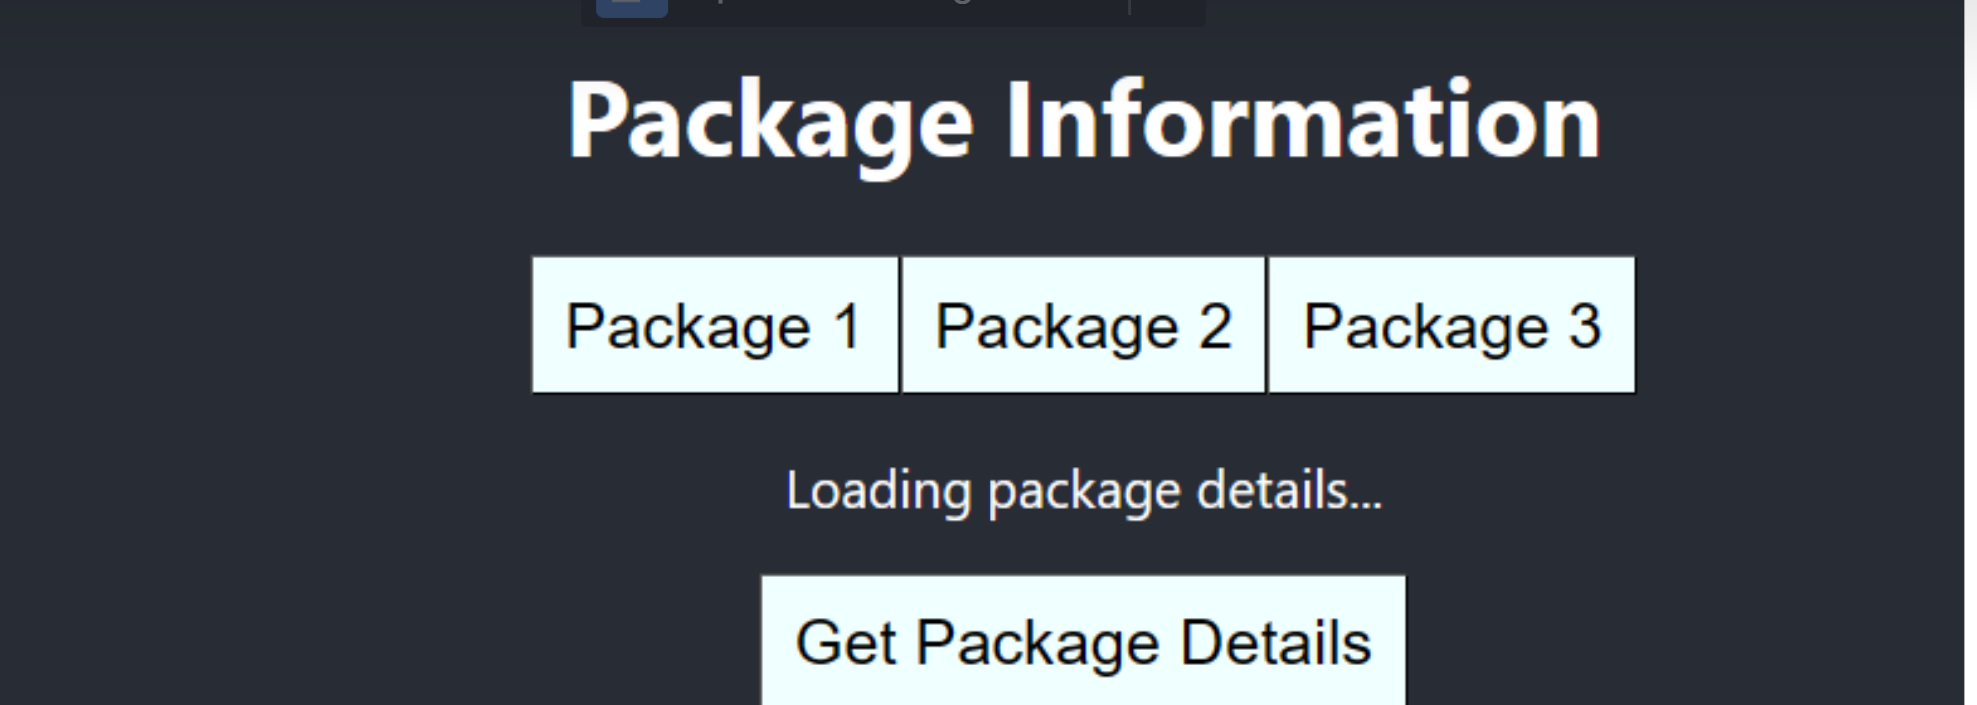 Package Information
Package 1 Package 2 Package 3
Loading package details...
Get Package Details